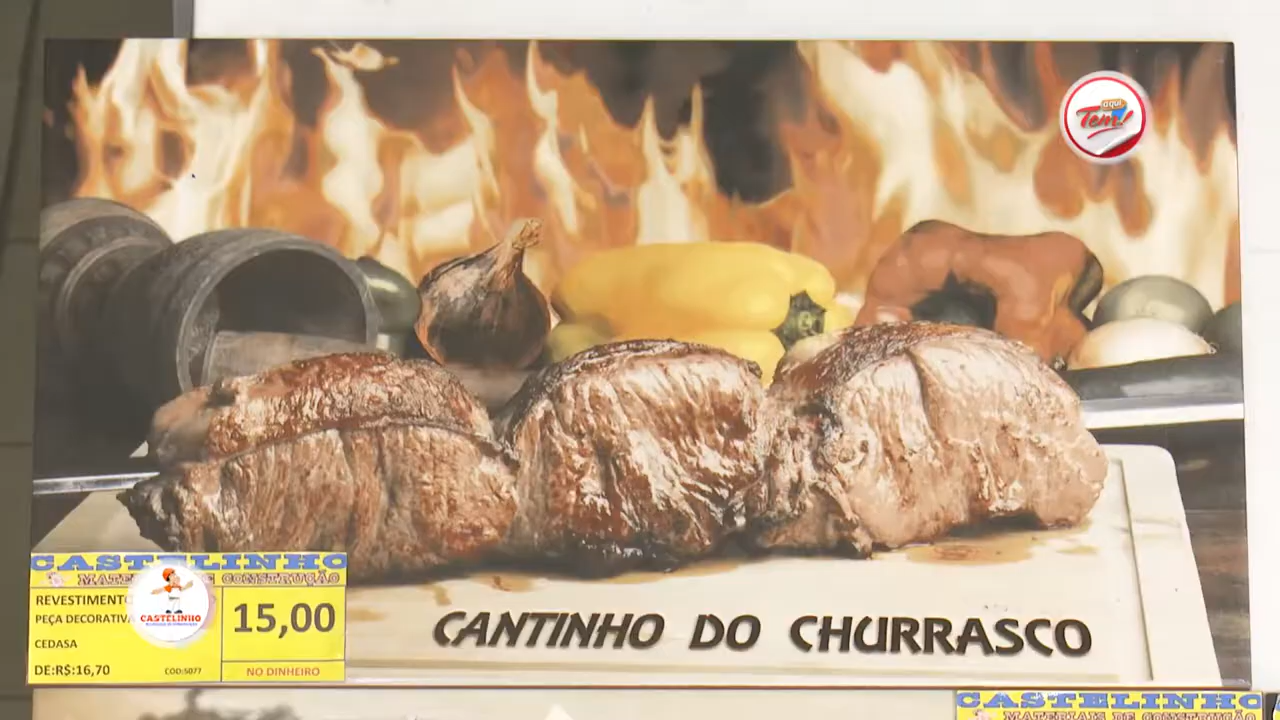 aqui
Tem!
CASTELINHO
MATERIAIS DE CONSTRUÇÃO
REVESTIMENTO
PEÇA DECORATIVA
CEDASA
DE:R$:16,70
COD:5077
15,00
NO DINHEIRO
CASTELINHO
CANTINHO DO CHURRASCO
CASTELINHO
MATERIAIS DE CONSTRUÇÃO